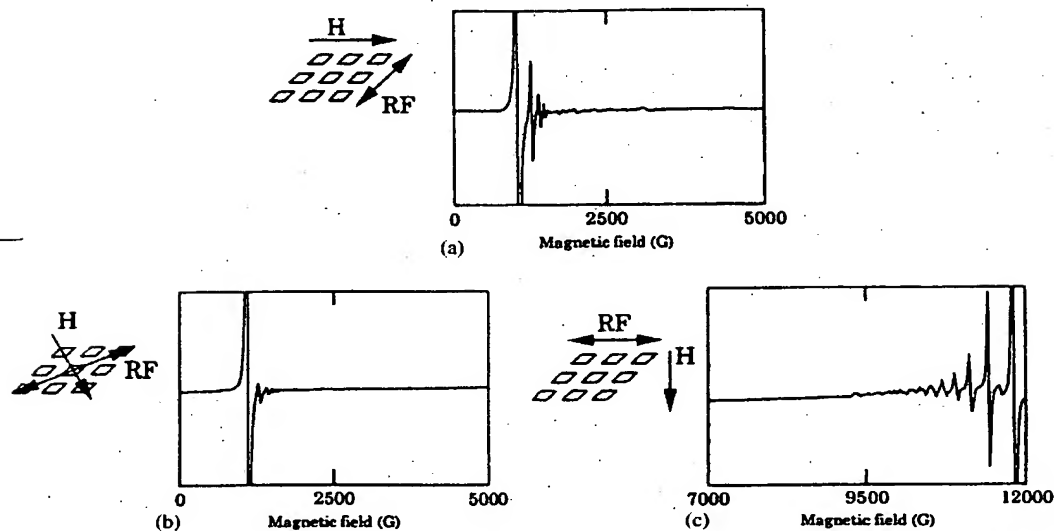 H
RF
0 2500 5000
Magnetic field (G)
(a)
H
RF
0 2500 5000
Magnetic field (G)
(b)
RF
H
7000 9500 12000
Magnetic field (G)
(c)